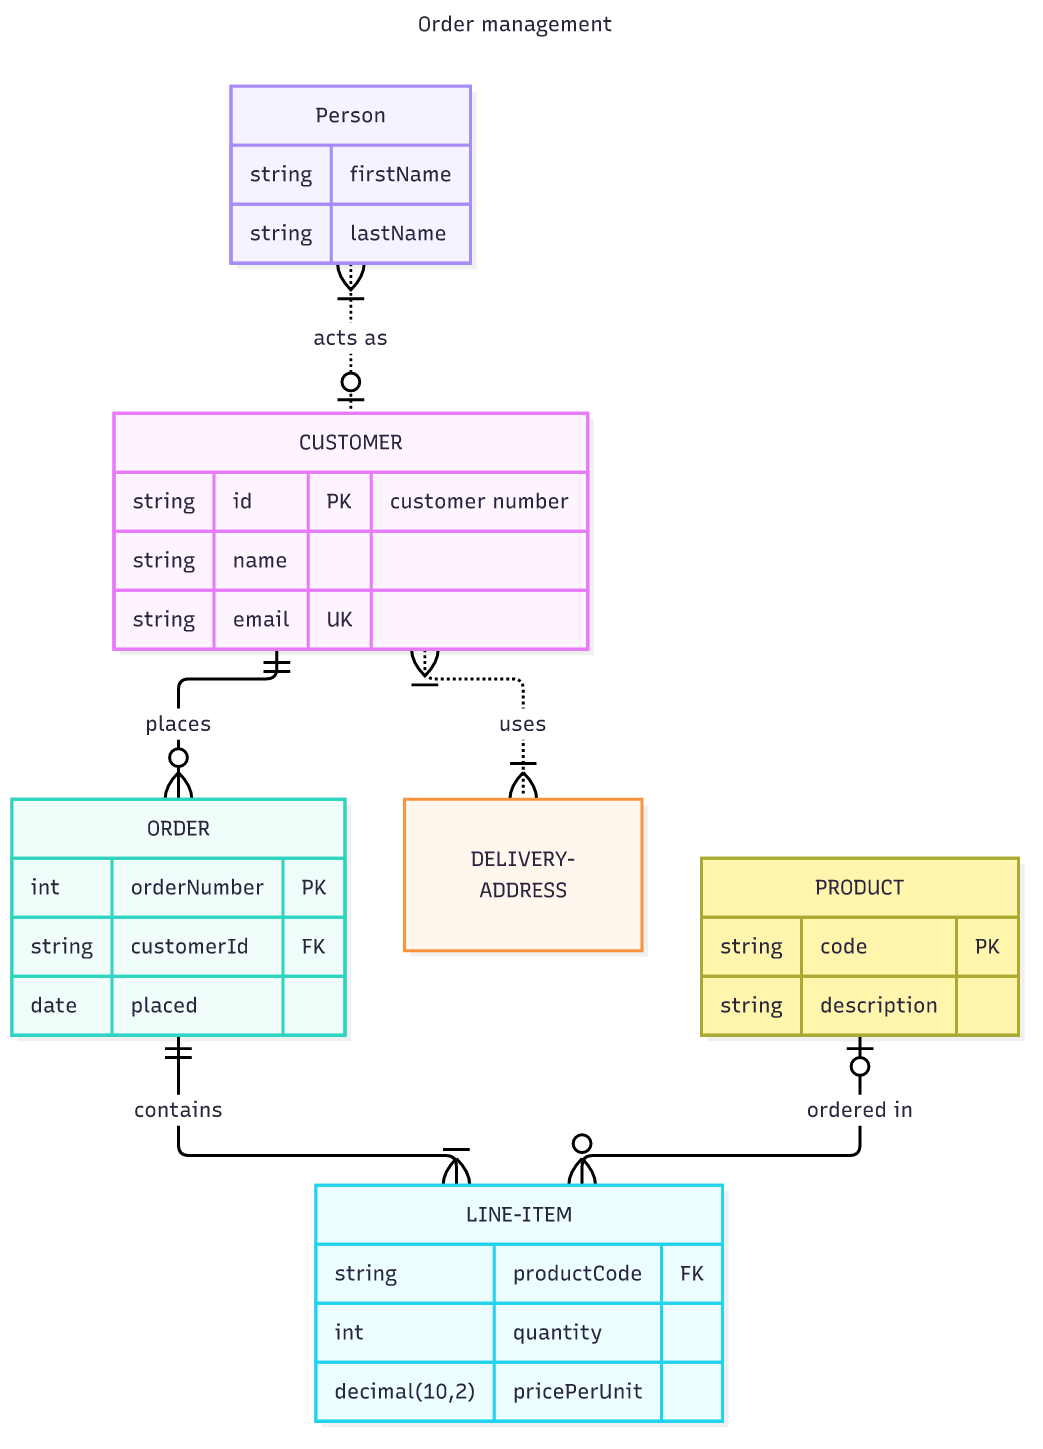 Order management
Person
string firstName
string lastName
acts as
CUSTOMER
string id PK customer number
string name
string email UK
places
uses
ORDER
int orderNumber PK
string customerId FK
date placed
DELIVERY-
ADDRESS
PRODUCT
string code PK
string description
contains
ordered in
LINE-ITEM
string productCode FK
int quantity
decimal(10,2) pricePerUnit